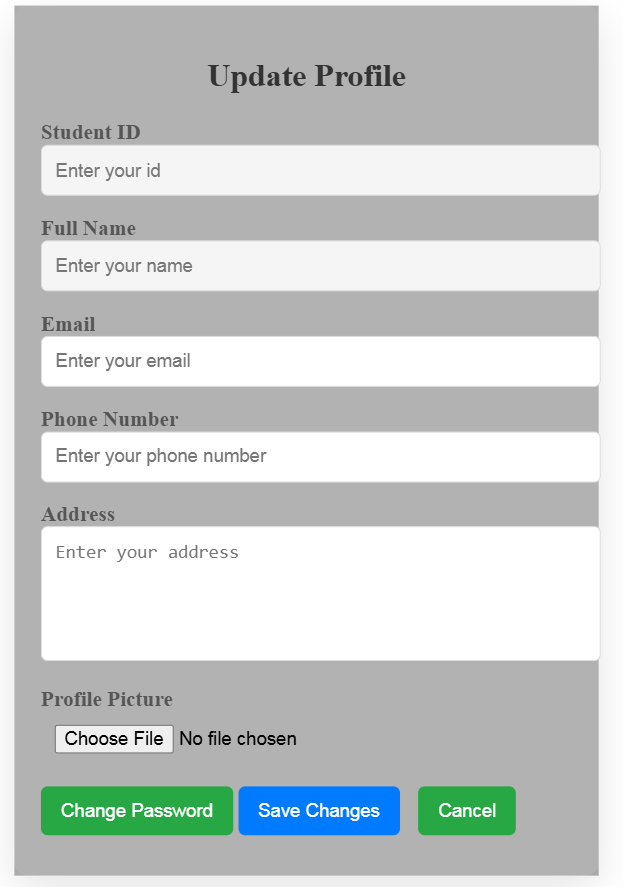 Update Profile
Student ID
Enter your id
Full Name
Enter your name
Email
Enter your email
Phone Number
Enter your phone number
Address
Enter your address
Profile Picture
Choose File No file chosen
Change Password Save Changes Cancel